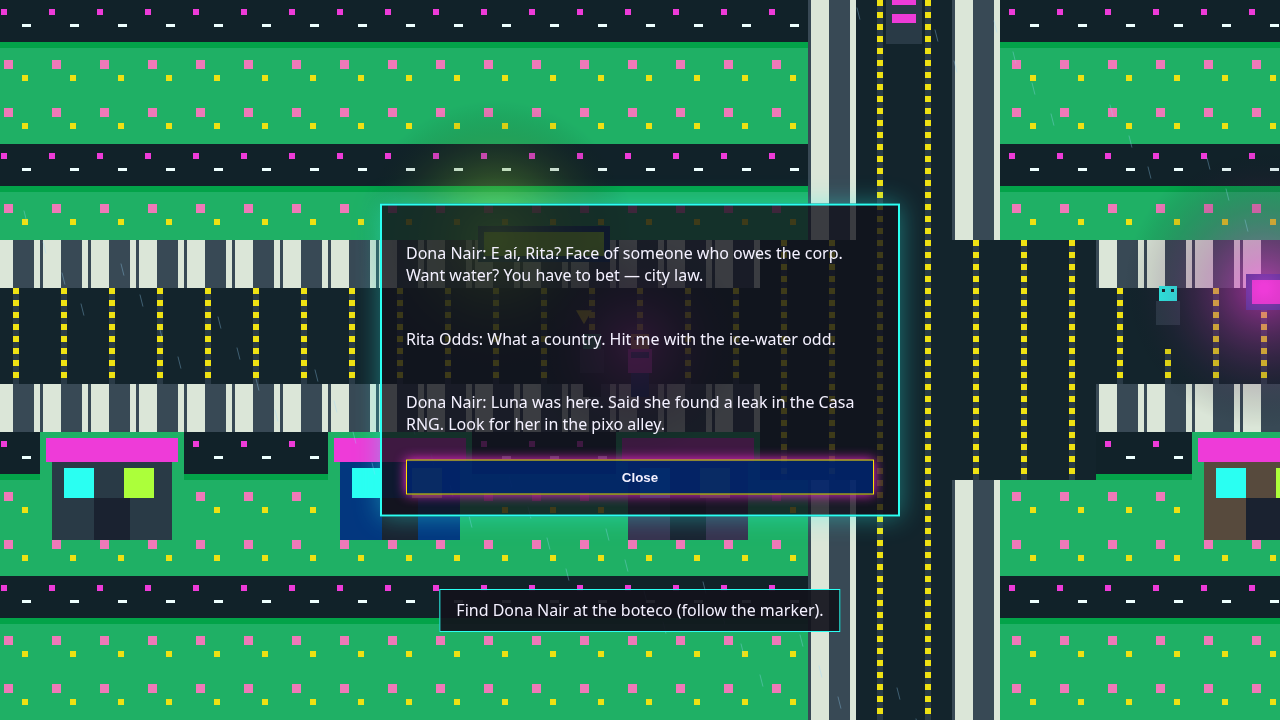 Dona Nair: E aí, Rita? Face of someone who owes the corp.
Want water? You have to bet — city law.
Rita Odds: What a country. Hit me with the ice-water odd.
Dona Nair: Luna was here. Said she found a leak in the Casa
RNG. Look for her in the pixo alley.
Close
Find Dona Nair at the boteco (follow the marker).